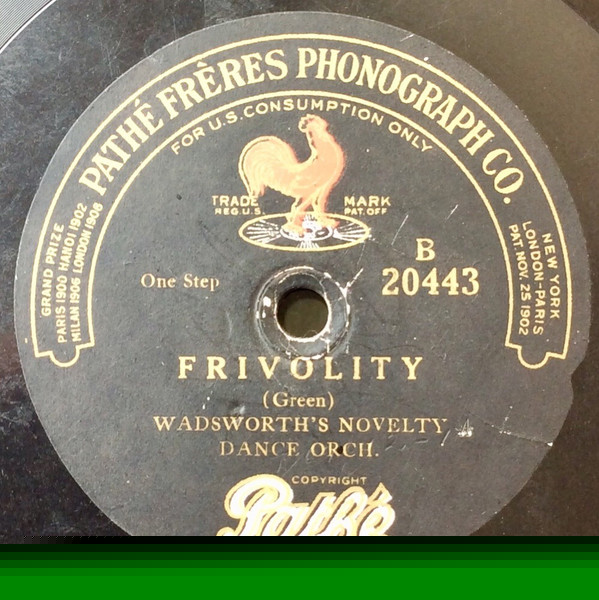 PATHÉ FRÈRES PHONOGRAPH CO.
FOR U.S. CONSUMPTION ONLY
GRAND PRIZE
PARIS 1900 HANOI 1902
MILAN 1906 LONDON 1908
NEW YORK
LONDON-PARIS
PAT. NOV. 25 1902
TRADE MARK
REG. U.S. PAT. OFF
B
One Step 20443
FRIVOLITY
(Green)
WADSWORTH'S NOVELTY
DANCE ORCH.
COPYRIGHT
Pathé